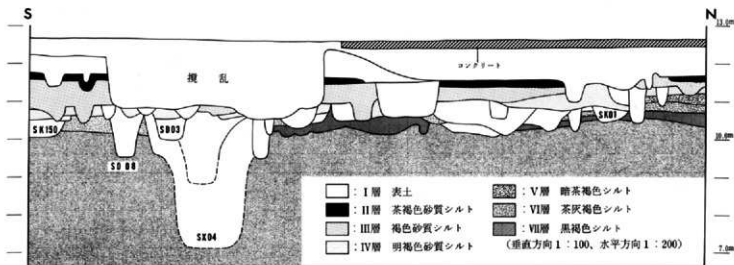 S
N
13.0m
コンクリート
攪乱
SK150
SB03
SK01
10.0m
SD08
SX04
7.0m
: Ⅰ層 表土
: Ⅱ層 茶褐色砂質シルト
: Ⅲ層 褐色砂質シルト
: Ⅳ層 明褐色砂質シルト
: Ⅴ層 暗茶褐色シルト
: Ⅵ層 茶灰褐色シルト
: Ⅶ層 黒褐色シルト
(垂直方向1:100、水平方向1:200)